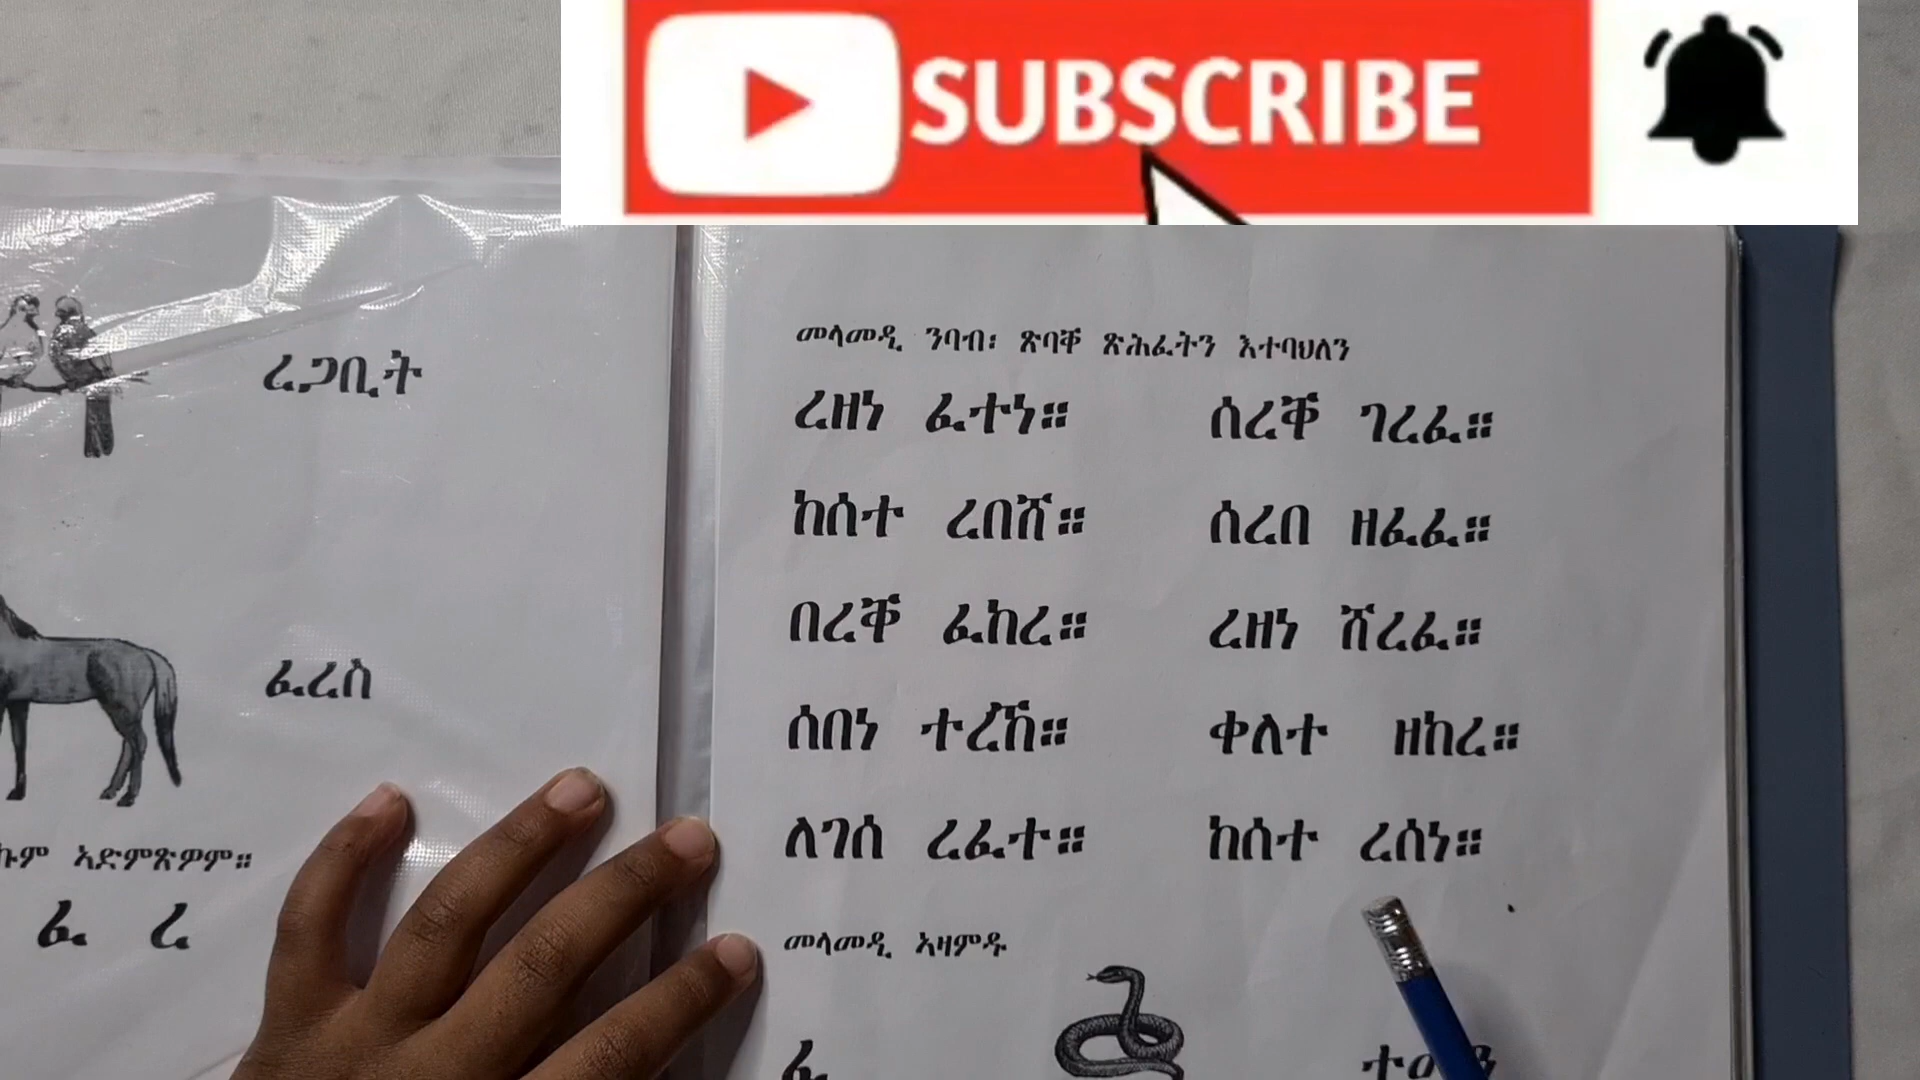 SUBSCRIBE
ረጋቢት
ፈረስ
ኣድምጽዎም።
ፈ ረ
መላመዲ ንባብ፡ ጽባቐ ጽሕፈትን እተባህለን
ረዘነ ፈተነ። ሰረቐ ገረፈ።
ከሰተ ረበሸ። ሰረበ ዘፈፈ።
በረቐ ፈከረ። ረዘነ ሸረፈ።
ሰበነ ተረኸ። ቀለተ ዘከረ።
ለገሰ ረፈተ። ከሰተ ረሰነ።
መላመዲ ኣዛምዱ
ፈ